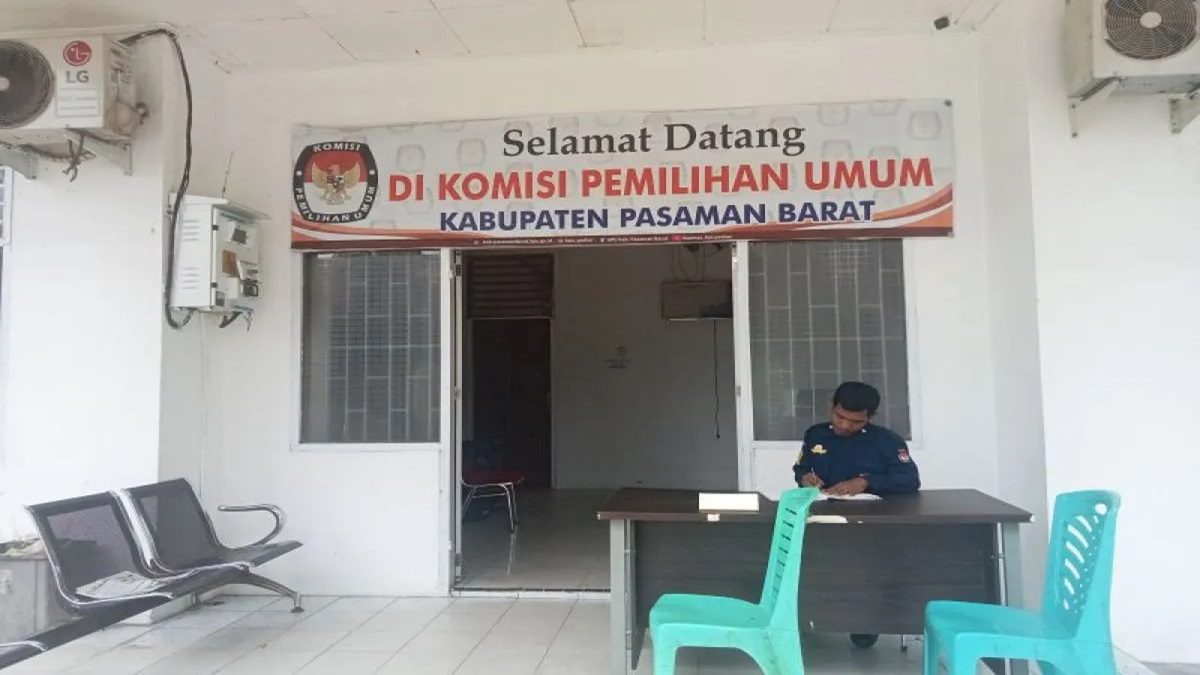 LG
Selamat Datang
KOMISI
PEMILIHAN UMUM
DI KOMISI PEMILIHAN UMUM
KABUPATEN PASAMAN BARAT